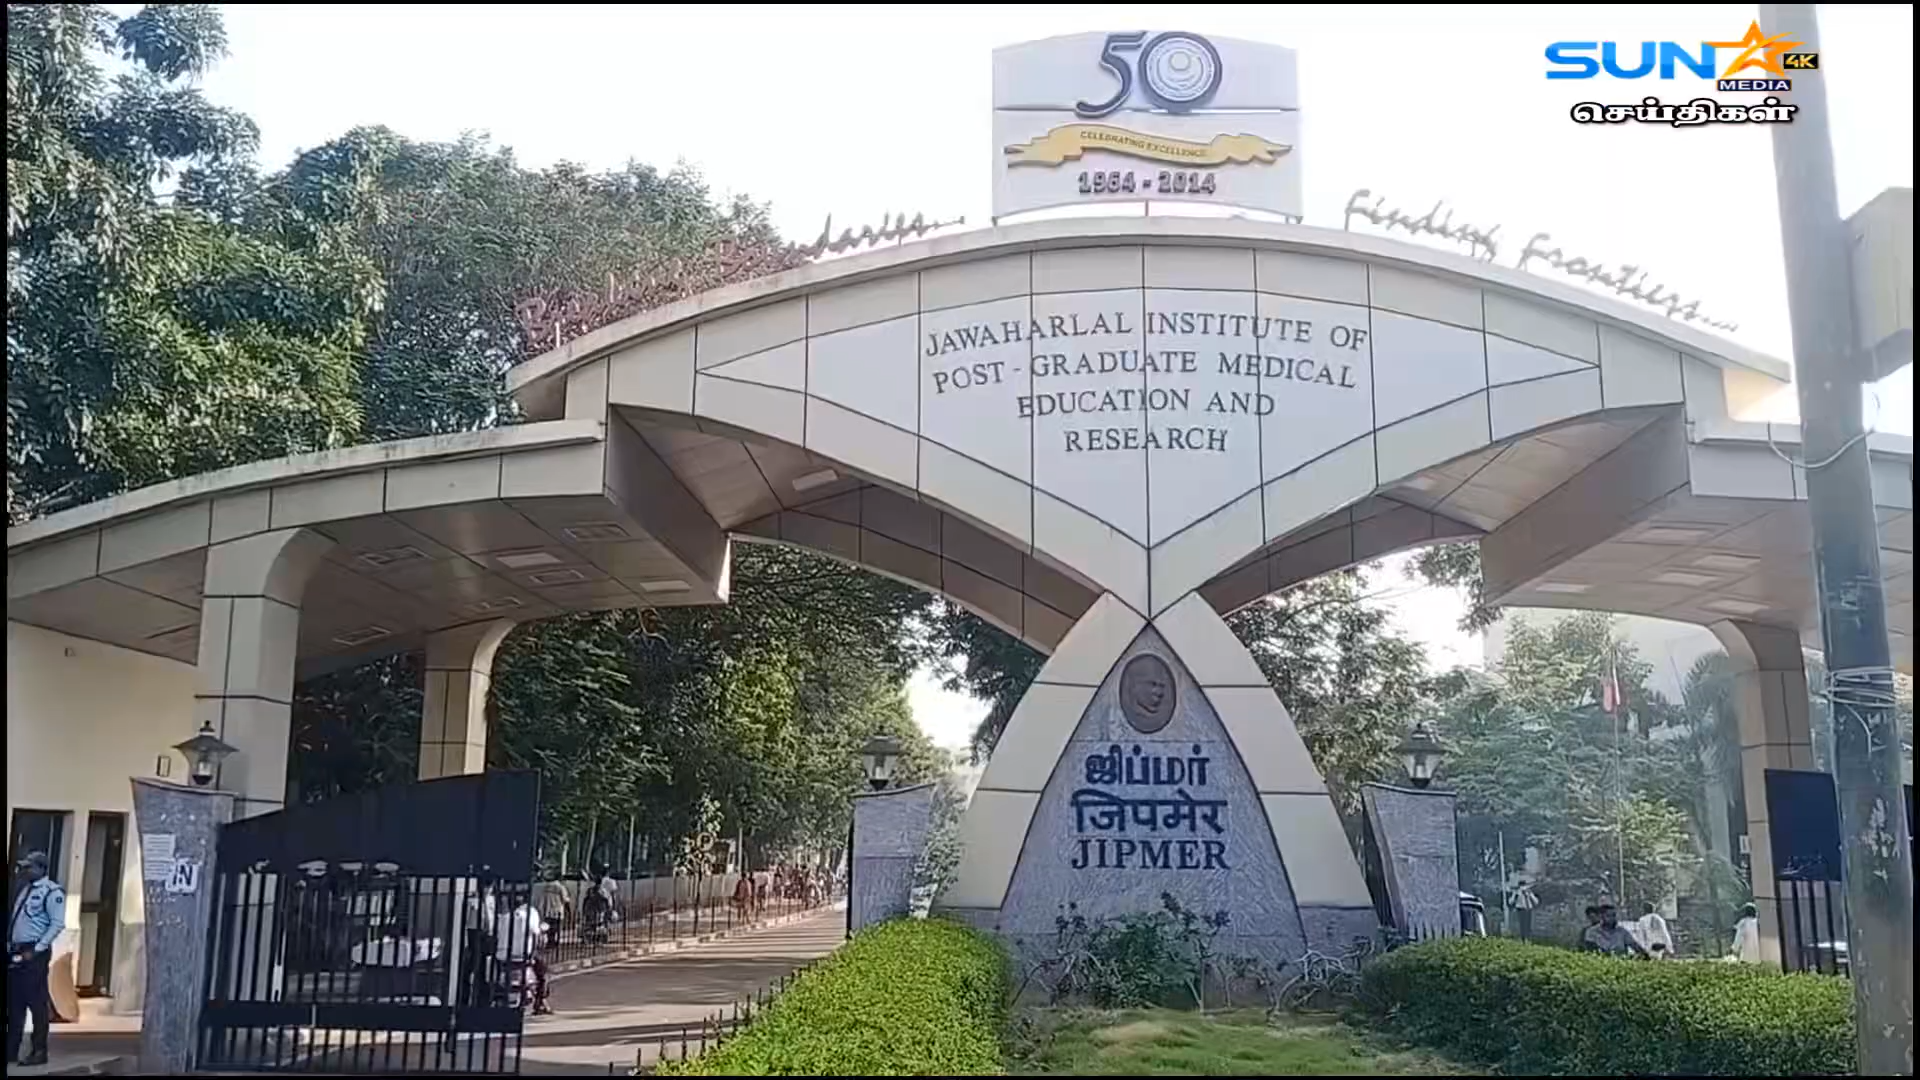 SUN
4K
MEDIA
செய்திகள்
50
CELEBRATING EXCELLENCE
1964 - 2014
Boundaries...
Finding Frontiers...
JAWAHARLAL INSTITUTE OF
POST - GRADUATE MEDICAL
EDUCATION AND
RESEARCH
ஜிப்மர்
जिपमेर
JIPMER
IN